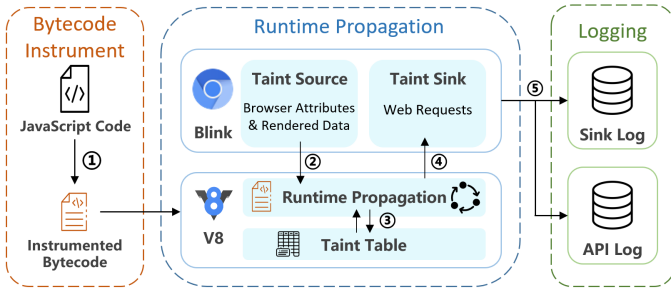 Bytecode
Instrument
</>
JavaScript Code
①
</>
Instrumented
Bytecode
Runtime Propagation
Blink
Taint Source
Browser Attributes
& Rendered Data
Taint Sink
Web Requests
②
④
V8
Runtime Propagation
③
Taint Table
⑤
Logging
Sink Log
API Log